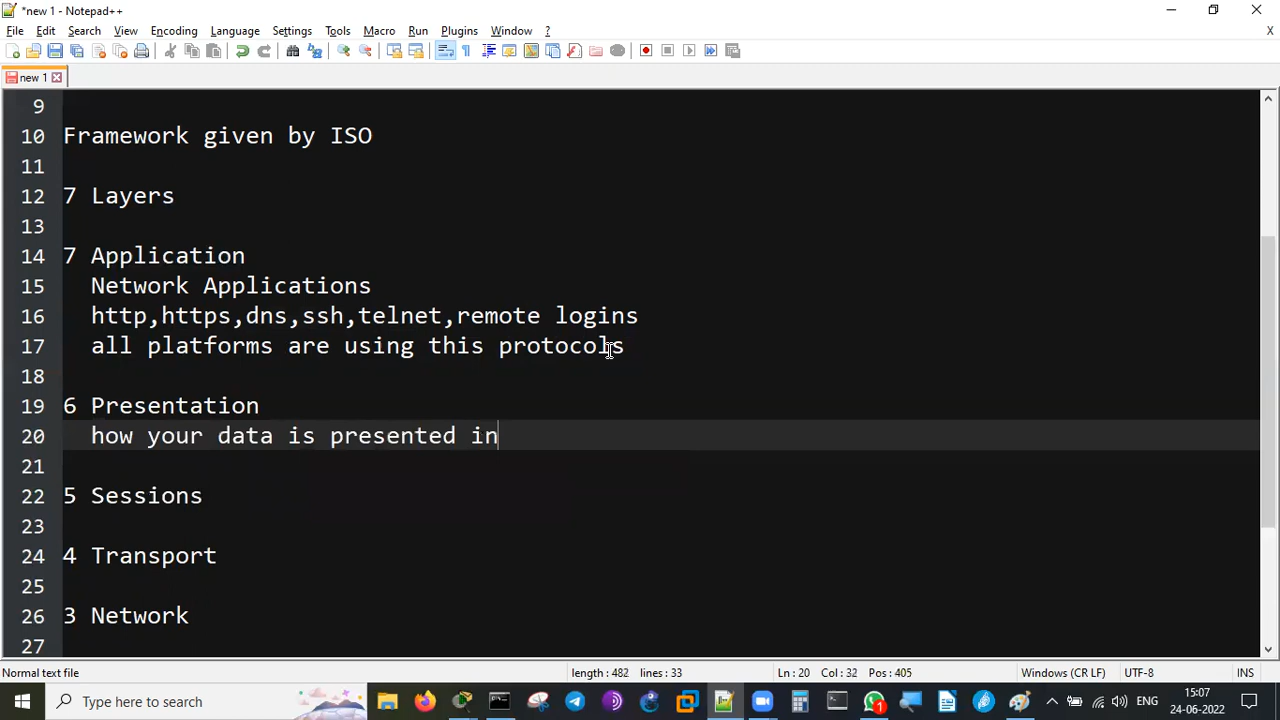 *new 1 - Notepad++
File Edit Search View Encoding Language Settings Tools Macro Run Plugins Window ?
X
new 1
9
10 Framework given by ISO
11
12 7 Layers
13
14 7 Application
15 Network Applications
16 http,https,dns,ssh,telnet,remote logins
17 all platforms are using this protocols
18
19 6 Presentation
20 how your data is presented in
21
22 5 Sessions
23
24 4 Transport
25
26 3 Network
27
Normal text file length : 482 lines : 33 Ln : 20 Col : 32 Pos : 405 Windows (CR LF) UTF-8 INS
Type here to search 1 ENG 15:07
24-06-2022